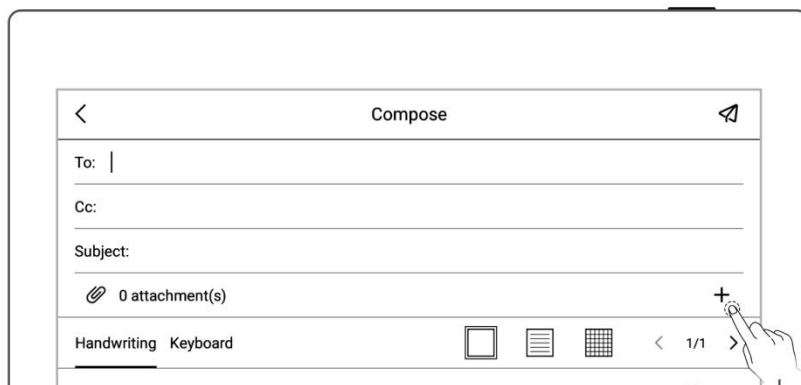 Compose
To:
Cc:
Subject:
0 attachment(s)
Handwriting Keyboard 1/1